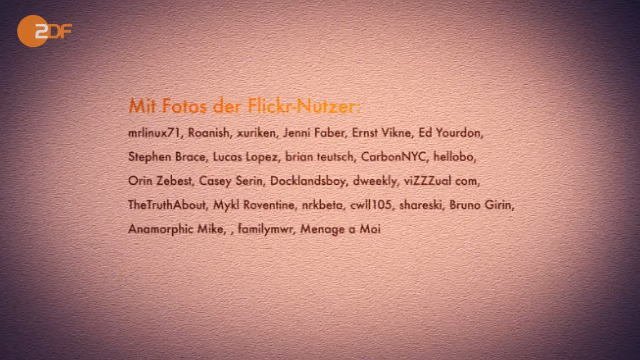 ZDF
Mit Fotos der Flickr-Nutzer:
mrlinux71, Roanish, xuriken, Jenni Faber, Ernst Vikne, Ed Yourdon,
Stephen Brace, Lucas Lopez, brian teutsch, CarbonNYC, hellobo,
Orin Zebest, Casey Serin, Docklandsboy, dweekly, viZZZual com,
TheTruthAbout, Mykl Roventine, nrkbeta, cwll105, shareski, Bruno Girin,
Anamorphic Mike, , familymwr, Menage a Moi